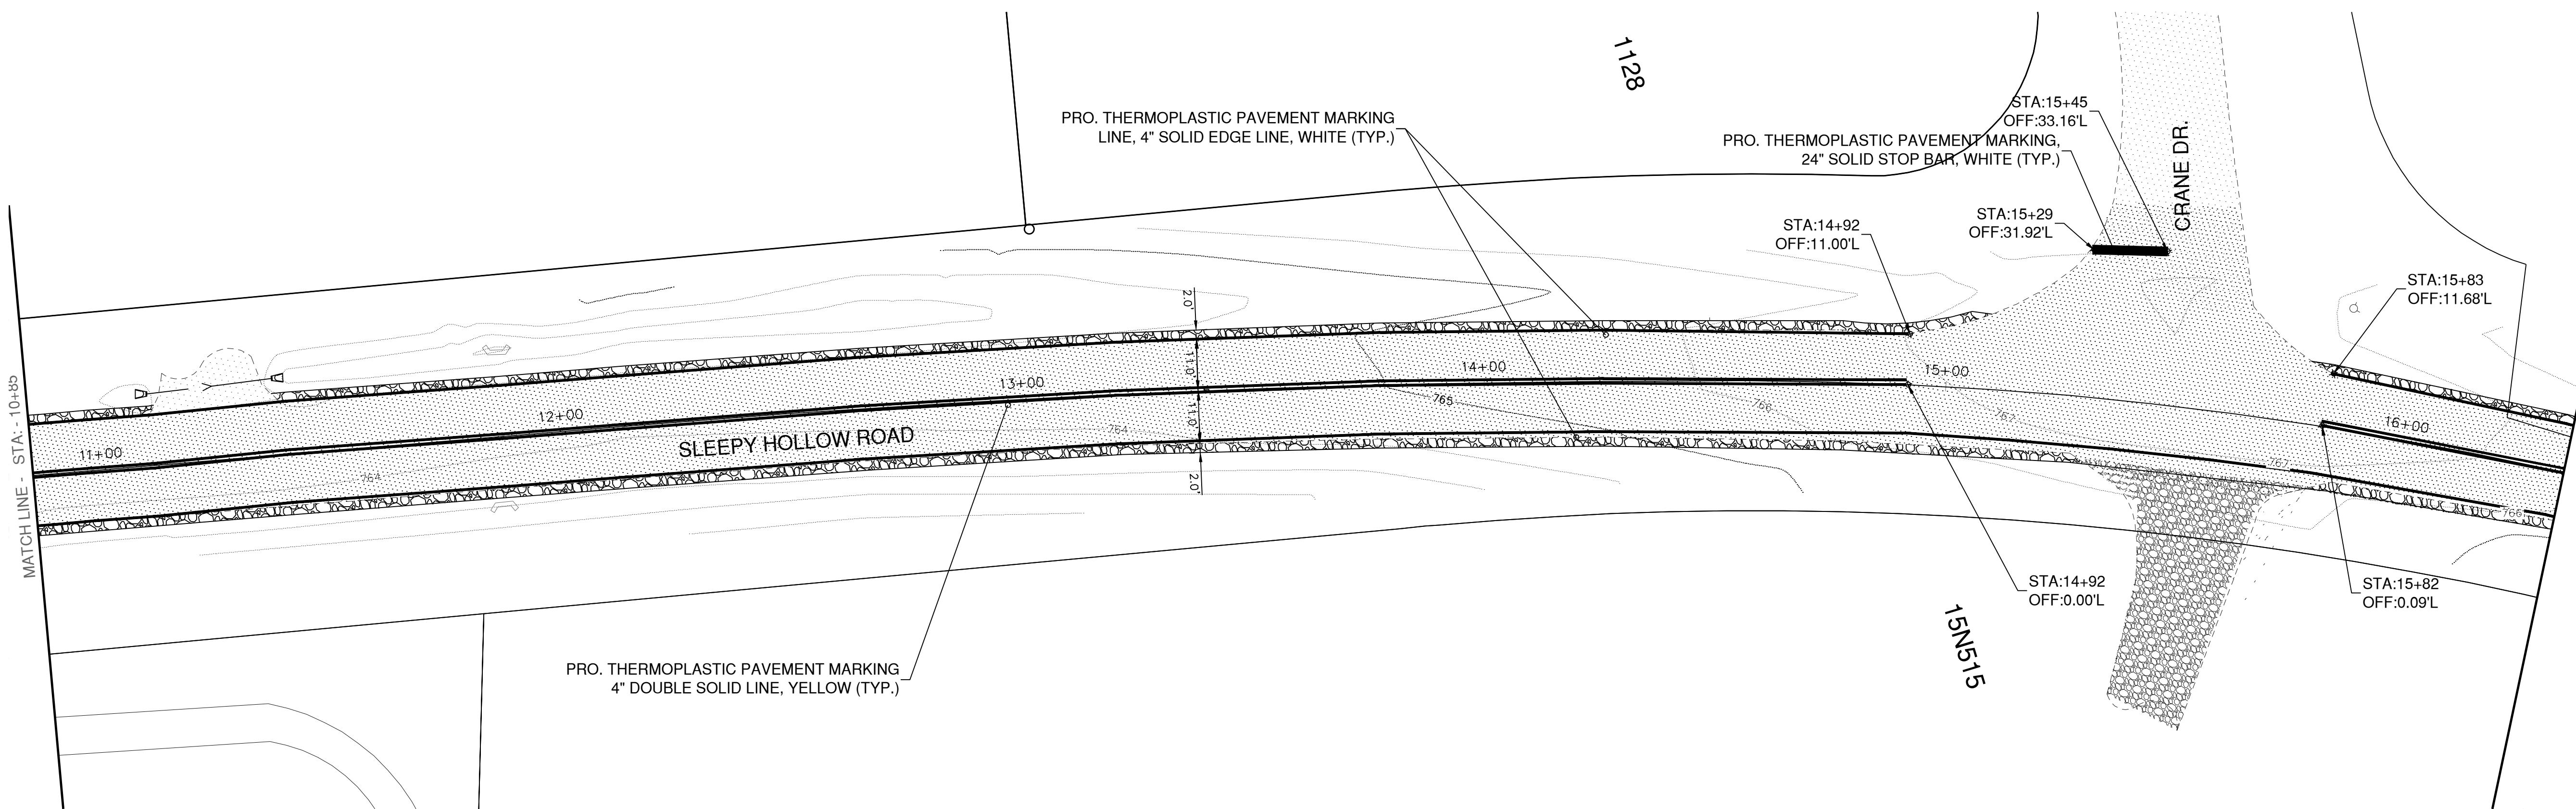 1128
PRO. THERMOPLASTIC PAVEMENT MARKING
LINE, 4" SOLID EDGE LINE, WHITE (TYP.)
STA:15+45
OFF:33.16'L
PRO. THERMOPLASTIC PAVEMENT MARKING,
24" SOLID STOP BAR, WHITE (TYP.)
CRANE DR.
STA:15+29
OFF:31.92'L
STA:14+92
OFF:11.00'L
STA:15+83
OFF:11.68'L
2.0'
11.0'
11.0'
2.0'
11+00
12+00
13+00
14+00
15+00
16+00
764
764
765
766
767
767
766
SLEEPY HOLLOW ROAD
MATCH LINE - STA: - 10+85
STA:14+92
OFF:0.00'L
STA:15+82
OFF:0.09'L
15N515
PRO. THERMOPLASTIC PAVEMENT MARKING
4" DOUBLE SOLID LINE, YELLOW (TYP.)